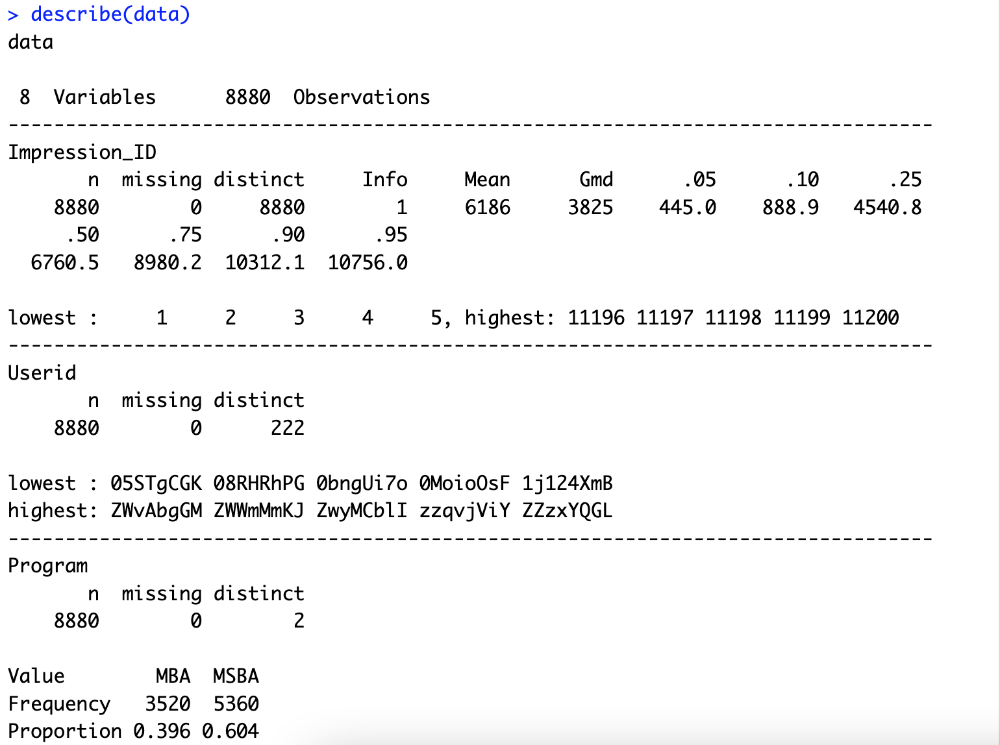 > describe(data)
data
8 Variables 8880 Observations
--------------------------------------------------------------------------------
Impression_ID
n missing distinct Info Mean Gmd .05 .10 .25
8880 0 8880 1 6186 3825 445.0 888.9 4540.8
.50 .75 .90 .95
6760.5 8980.2 10312.1 10756.0
lowest : 1 2 3 4 5, highest: 11196 11197 11198 11199 11200
--------------------------------------------------------------------------------
Userid
n missing distinct
8880 0 222
lowest : 05STgCGK 08RHRhPG 0bngUi7o 0MoioOsF 1j124XmB
highest: ZWvAbgGM ZWWmMmKJ ZwyMCblI zzqvjViY ZZzxYQGL
--------------------------------------------------------------------------------
Program
n missing distinct
8880 0 2
Value MBA MSBA
Frequency 3520 5360
Proportion 0.396 0.604